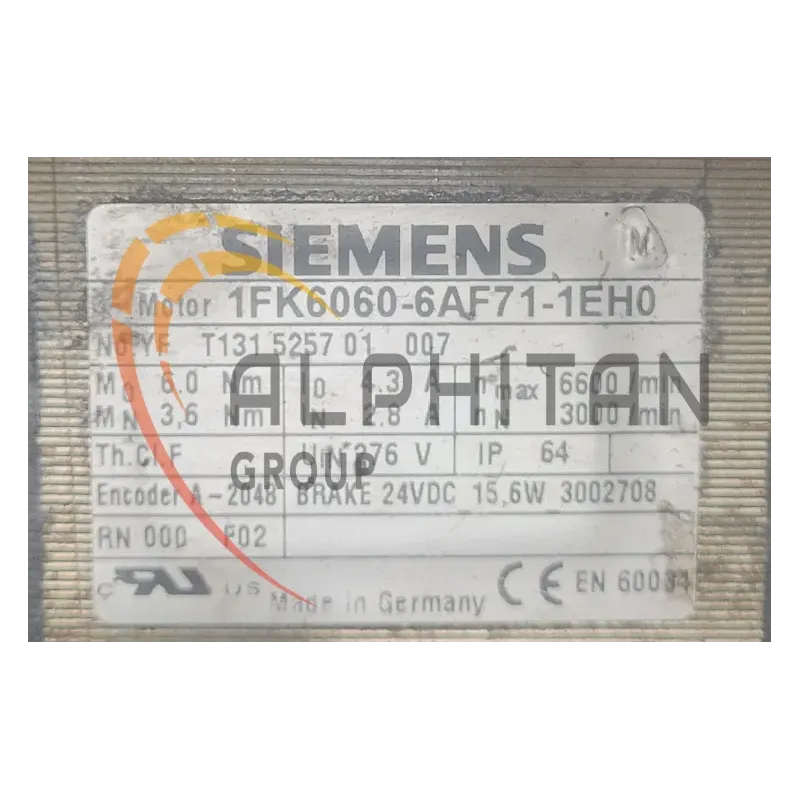 SIEMENS M
Motor 1FK6060-6AF71-1EH0
No YF T131 5257 01 007
M0 6.0 Nm I0 4.3 A nmax 6600 /min
MN 3,6 Nm IN 2.8 A nN 3000 /min
Th.Cl.F UIN 276 V IP 64
Encoder A-2048 BRAKE 24VDC 15,6W 3002708
RN 000 F02
c US Made in Germany CE EN 60034
ALPHITAN
GROUP